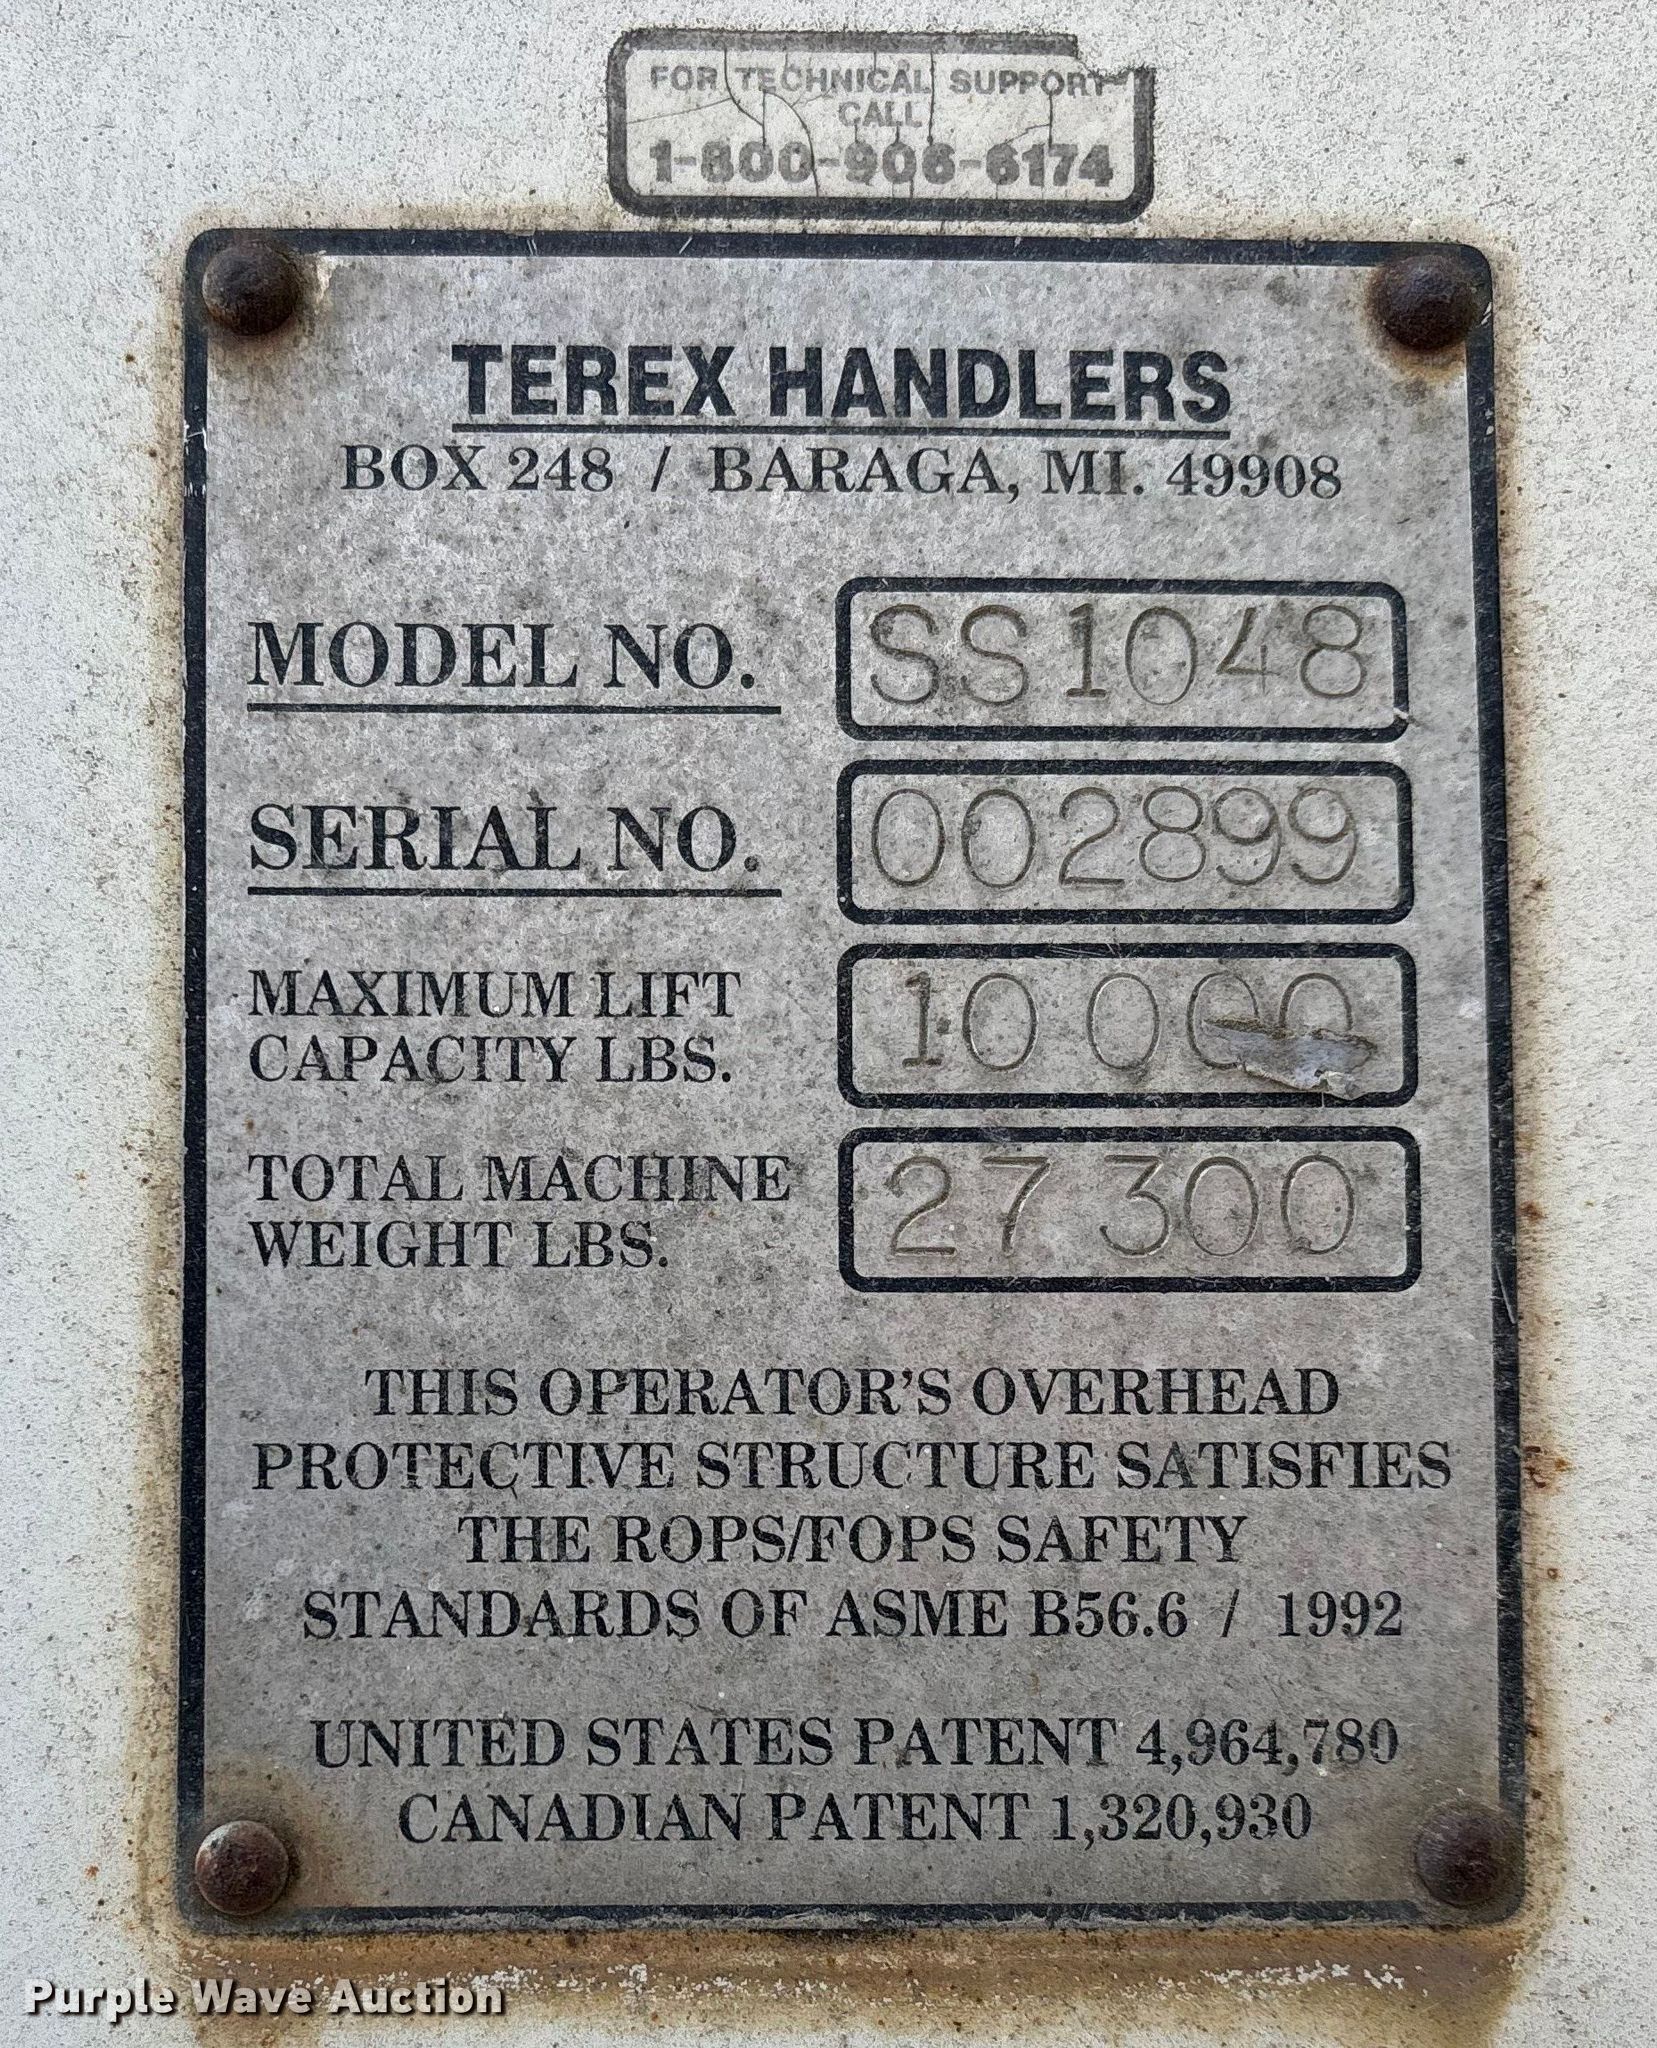 FOR TECHNICAL SUPPORT
CALL
1-800-906-6174
TEREX HANDLERS
BOX 248 / BARAGA, MI. 49908
MODEL NO. SS1048
SERIAL NO. 002899
MAXIMUM LIFT
CAPACITY LBS. 10 000
TOTAL MACHINE
WEIGHT LBS. 27 300
THIS OPERATOR'S OVERHEAD
PROTECTIVE STRUCTURE SATISFIES
THE ROPS/FOPS SAFETY
STANDARDS OF ASME B56.6 / 1992
UNITED STATES PATENT 4,964,780
CANADIAN PATENT 1,320,930
Purple Wave Auction